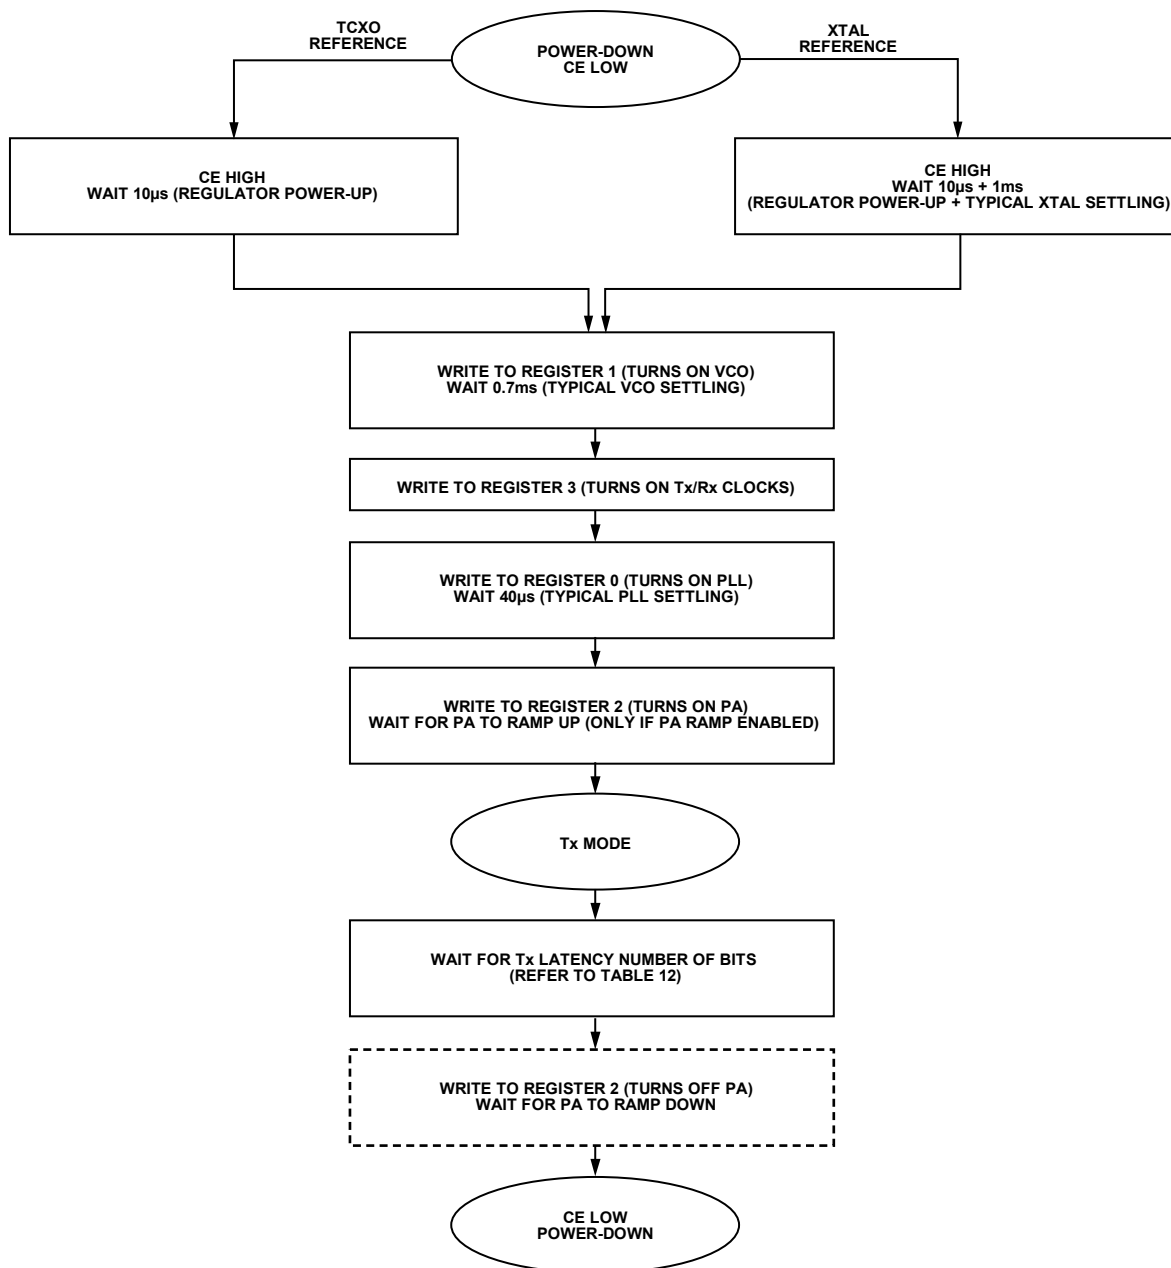 TCXO
REFERENCE
POWER-DOWN
CE LOW
XTAL
REFERENCE
CE HIGH
WAIT 10µs (REGULATOR POWER-UP)
CE HIGH
WAIT 10µs + 1ms
(REGULATOR POWER-UP + TYPICAL XTAL SETTLING)
WRITE TO REGISTER 1 (TURNS ON VCO)
WAIT 0.7ms (TYPICAL VCO SETTLING)
WRITE TO REGISTER 3 (TURNS ON Tx/Rx CLOCKS)
WRITE TO REGISTER 0 (TURNS ON PLL)
WAIT 40µs (TYPICAL PLL SETTLING)
WRITE TO REGISTER 2 (TURNS ON PA)
WAIT FOR PA TO RAMP UP (ONLY IF PA RAMP ENABLED)
Tx MODE
WAIT FOR Tx LATENCY NUMBER OF BITS
(REFER TO TABLE 12)
WRITE TO REGISTER 2 (TURNS OFF PA)
WAIT FOR PA TO RAMP DOWN
CE LOW
POWER-DOWN